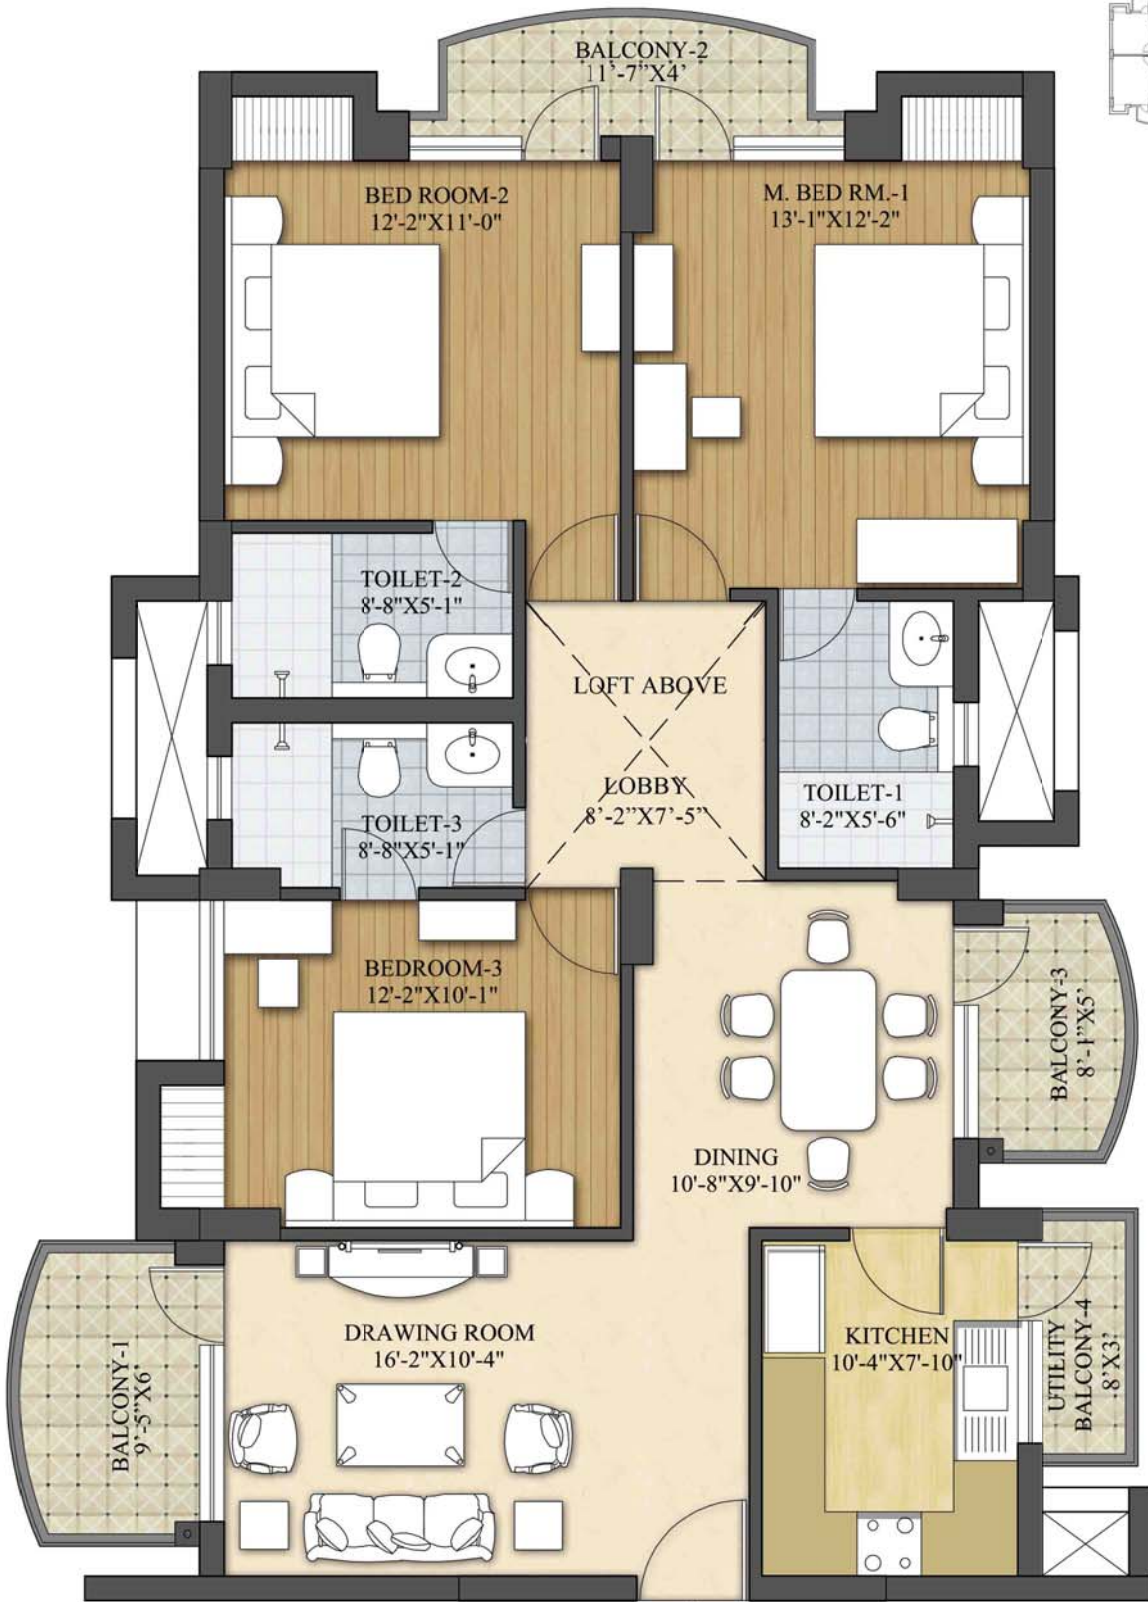 BALCONY-2
11'-7"X4'
BED ROOM-2
12'-2"X11'-0"
M. BED RM.-1
13'-1"X12'-2"
TOILET-2
8'-8"X5'-1"
LOFT ABOVE
LOBBY
8'-2"X7'-5"
TOILET-1
8'-2"X5'-6"
TOILET-3
8'-8"X5'-1"
BEDROOM-3
12'-2"X10'-1"
BALCONY-3
8'-1"X5'
DINING
10'-8"X9'-10"
DRAWING ROOM
16'-2"X10'-4"
KITCHEN
10'-4"X7'-10"
BALCONY-1
9'-5"X6'
UTILITY
BALCONY-4
8'X3'